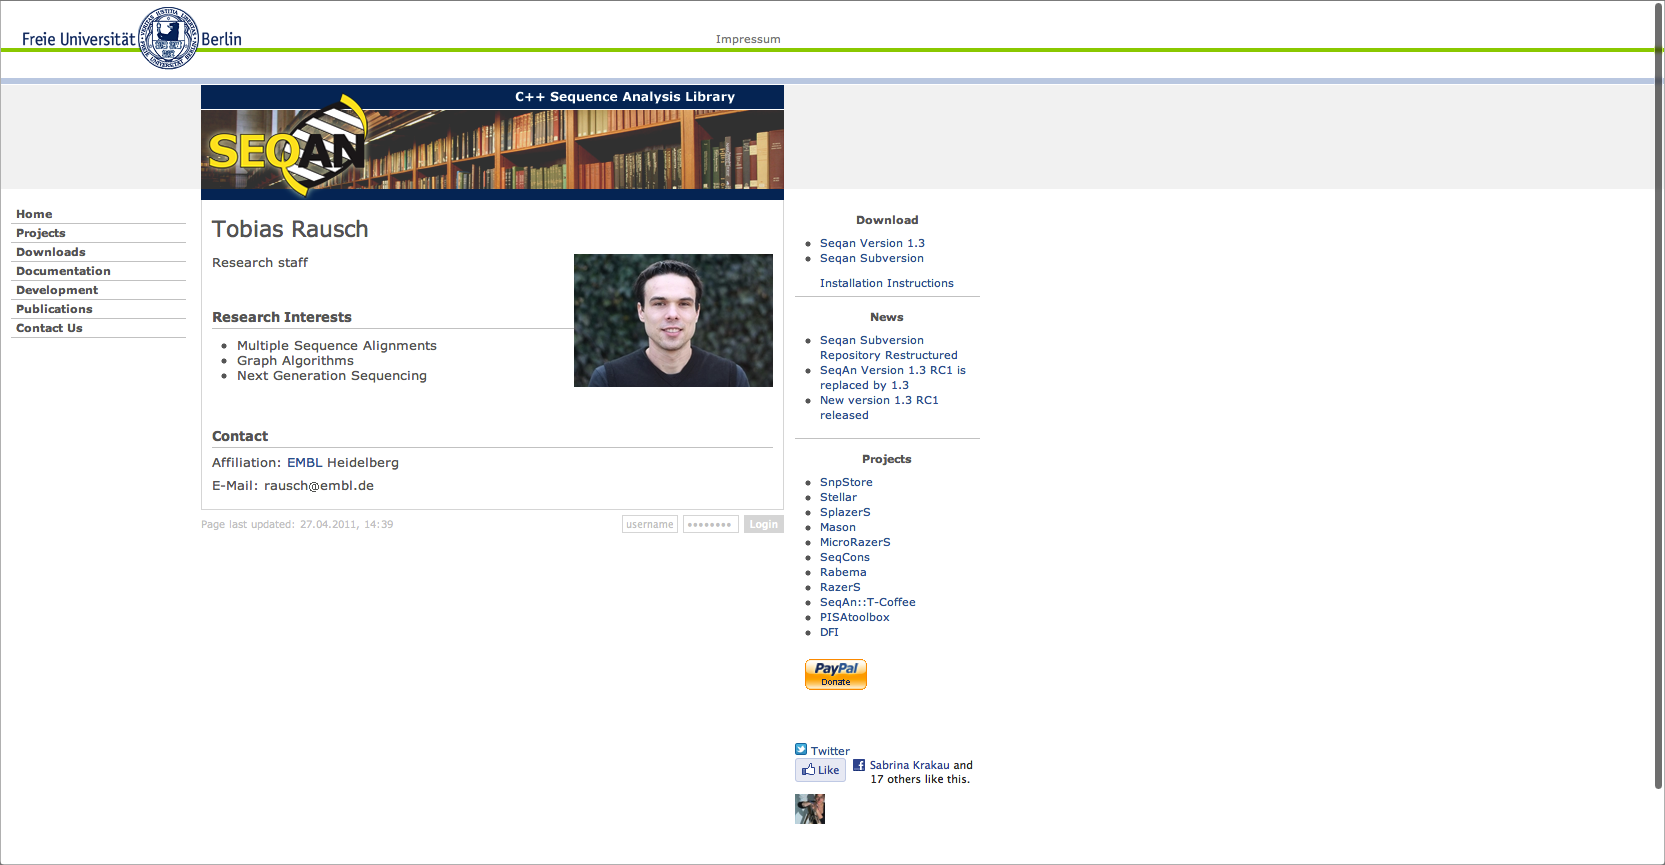 Freie Universität Berlin
Impressum
C++ Sequence Analysis Library
SEQAN
Home
Projects
Downloads
Documentation
Development
Publications
Contact Us
Tobias Rausch
Research staff
Research Interests
Multiple Sequence Alignments
Graph Algorithms
Next Generation Sequencing
Contact
Affiliation: EMBL Heidelberg
E-Mail: rausch@embl.de
Page last updated: 27.04.2011, 14:39
username
Login
Download
Seqan Version 1.3
Seqan Subversion
Installation Instructions
News
Seqan Subversion
Repository Restructured
SeqAn Version 1.3 RC1 is
replaced by 1.3
New version 1.3 RC1
released
Projects
SnpStore
Stellar
SplazerS
Mason
MicroRazerS
SeqCons
Rabema
RazerS
SeqAn::T-Coffee
PISAtoolbox
DFI
PayPal
Donate
Twitter
Like
Sabrina Krakau and
17 others like this.